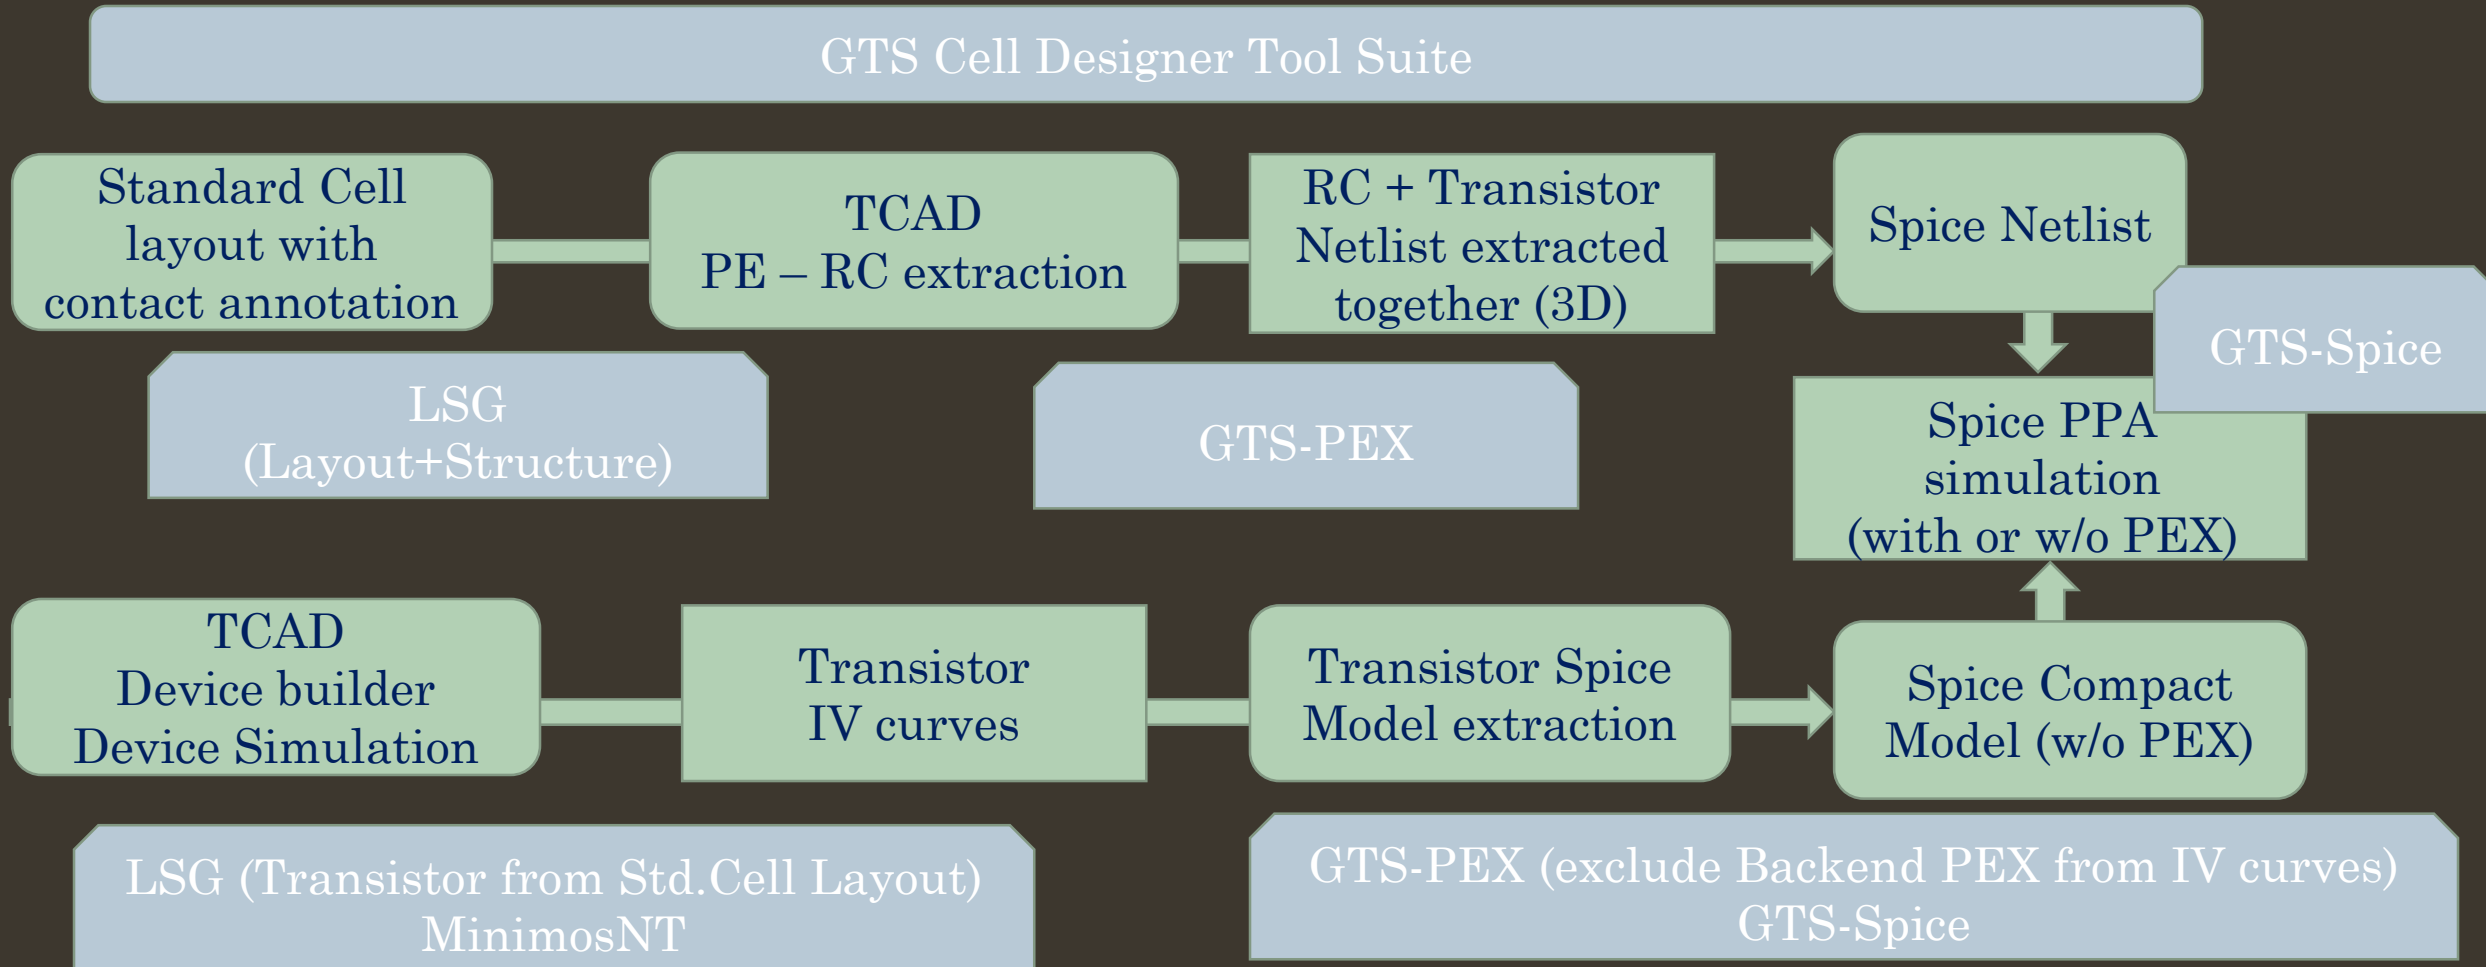 GTS Cell Designer Tool Suite
Standard Cell
layout with
contact annotation
TCAD
PE – RC extraction
RC + Transistor
Netlist extracted
together (3D)
Spice Netlist
GTS-Spice
LSG
(Layout+Structure)
GTS-PEX
Spice PPA
simulation
(with or w/o PEX)
TCAD
Device builder
Device Simulation
Transistor
IV curves
Transistor Spice
Model extraction
Spice Compact
Model (w/o PEX)
LSG (Transistor from Std.Cell Layout)
MinimosNT
GTS-PEX (exclude Backend PEX from IV curves)
GTS-Spice